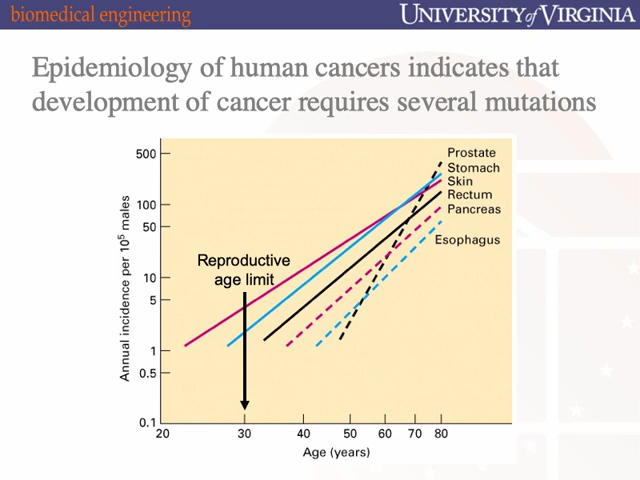 biomedical engineering
UNIVERSITY of VIRGINIA
Epidemiology of human cancers indicates that
development of cancer requires several mutations
Annual incidence per 10⁵ males
500
100
50
10
5
1
0.5
0.1
Prostate
Stomach
Skin
Rectum
Pancreas
Esophagus
Reproductive
age limit
20
30
40
50
60
70
80
Age (years)